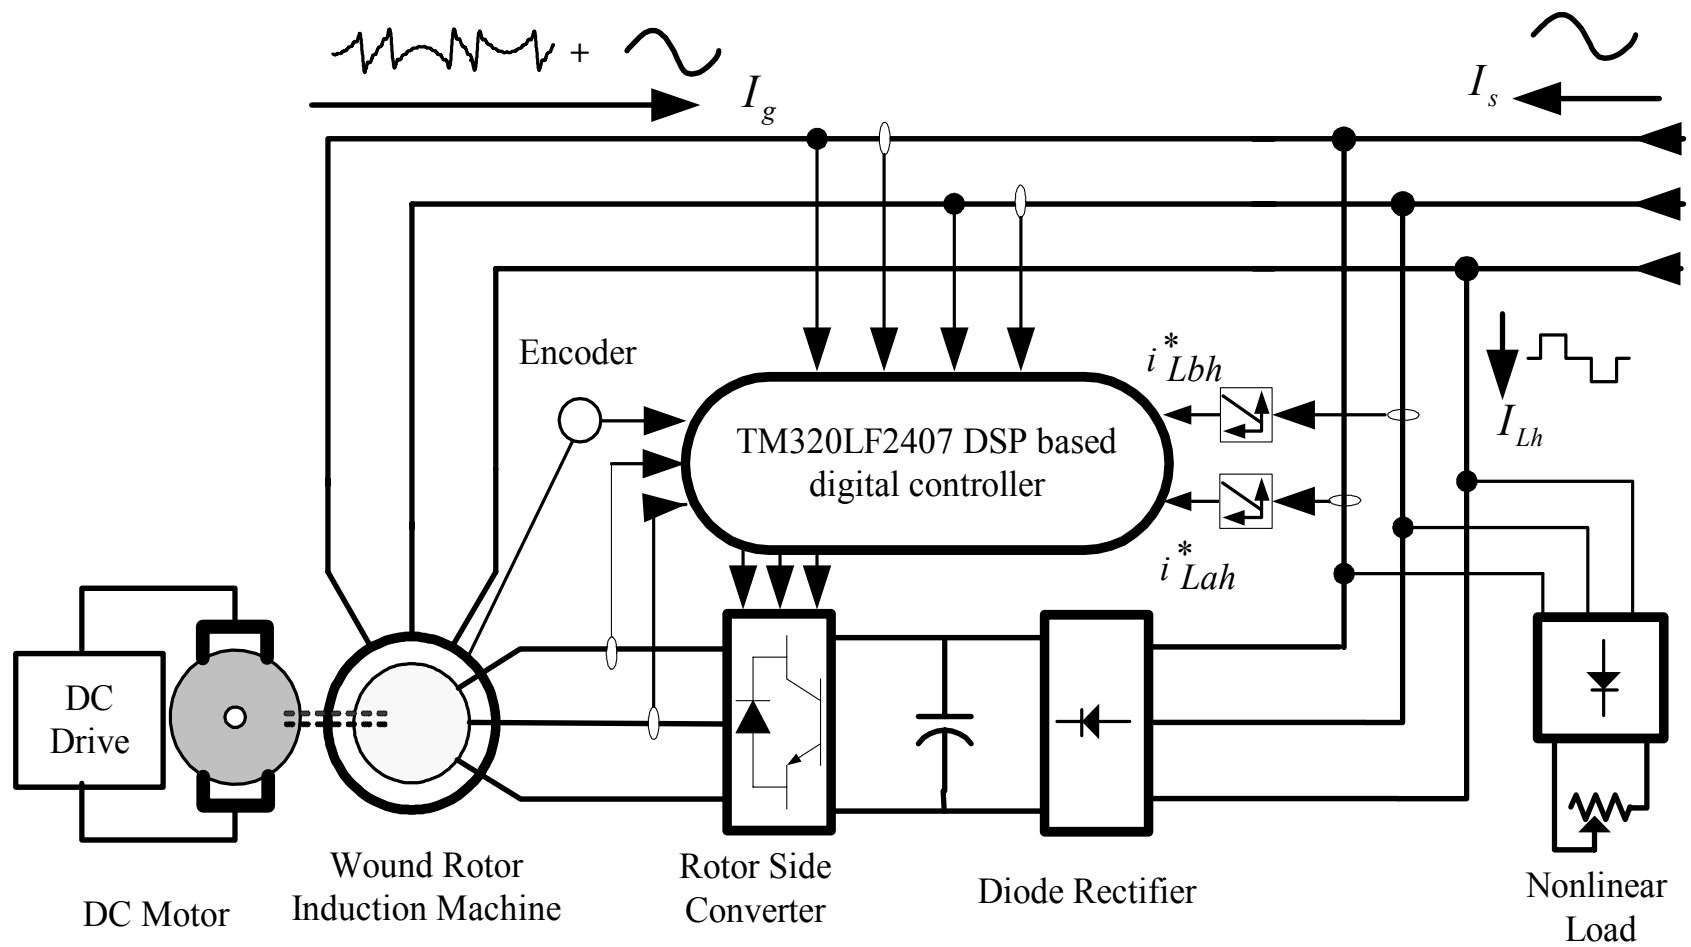 +
I_g
I_s
Encoder
i*_Lbh
I_Lh
TM320LF2407 DSP based
digital controller
i*_Lah
DC
Drive
Wound Rotor
Induction Machine
Rotor Side
Converter
Diode Rectifier
Nonlinear
Load
DC Motor